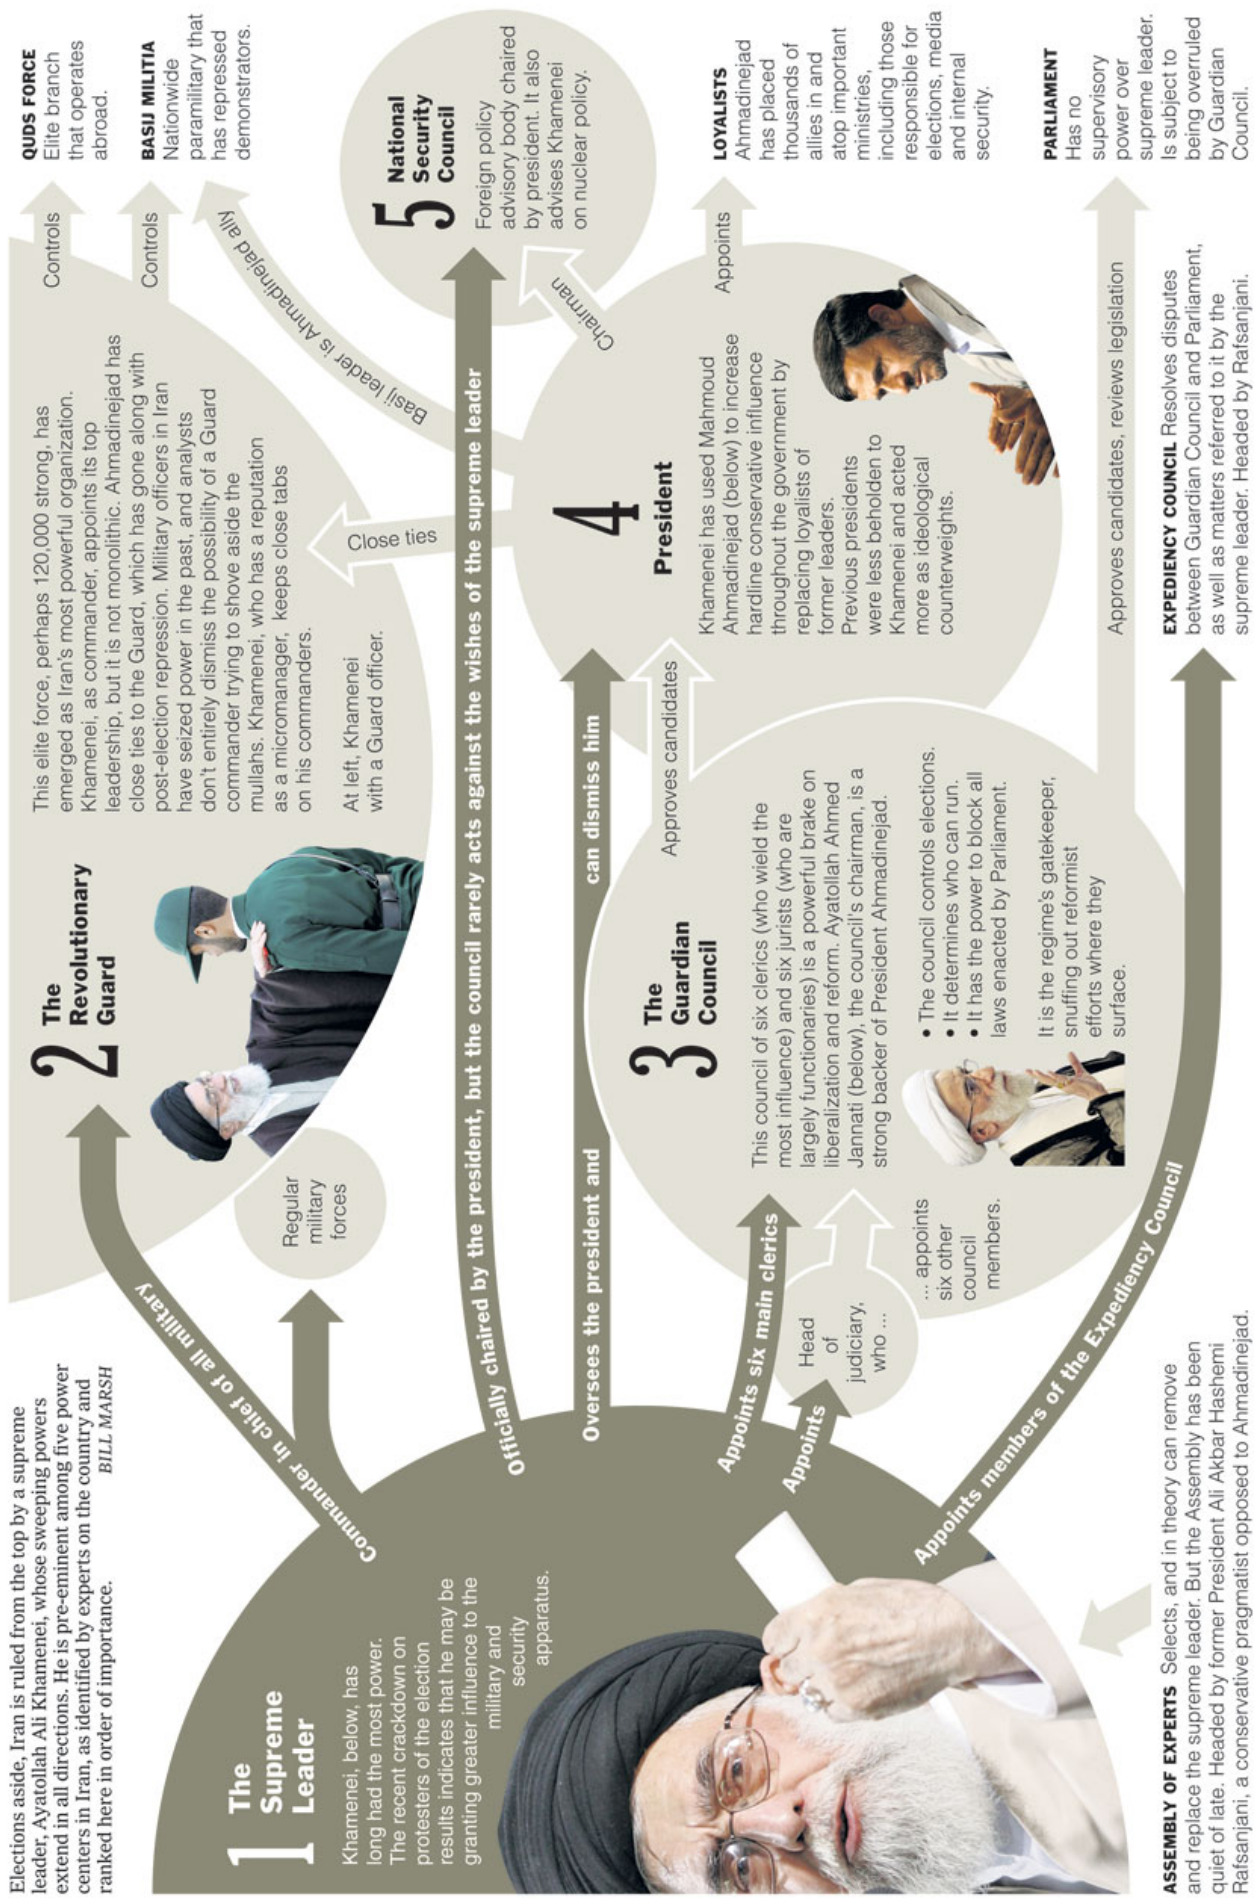 Elections aside, Iran is ruled from the top by a supreme
leader, Ayatollah Ali Khamenei, whose sweeping powers
extend in all directions. He is pre-eminent among five power
centers in Iran, as identified by experts on the country and
ranked here in order of importance.
BILL MARSH
1
The
Supreme
Leader
Khamenei, below, has
long had the most power.
The recent crackdown on
protesters of the election
results indicates that he may be
granting greater influence to the
military and
security
apparatus.
Commander in chief of all military
Regular
military
forces
2
The
Revolutionary
Guard
This elite force, perhaps 120,000 strong, has
emerged as Iran's most powerful organization.
Khamenei, as commander, appoints its top
leadership, but it is not monolithic. Ahmadinejad has
close ties to the Guard, which has gone along with
post-election repression. Military officers in Iran
have seized power in the past, and analysts
don't entirely dismiss the possibility of a Guard
commander trying to shove aside the
mullahs. Khamenei, who has a reputation
as a micromanager, keeps close tabs
on his commanders.
At left, Khamenei
with a Guard officer.
Controls
QUDS FORCE
Elite branch
that operates
abroad.
Controls
BASIJ MILITIA
Nationwide
paramilitary that
has repressed
demonstrators.
Basij leader is Ahmadinejad ally
Close ties
Officially chaired by the president, but the council rarely acts against the wishes of the supreme leader
5
National
Security
Council
Foreign policy
advisory body chaired
by president. It also
advises Khamenei
on nuclear policy.
Chairman
Oversees the president and can dismiss him
4
President
Khamenei has used Mahmoud
Ahmadinejad (below) to increase
hardline conservative influence
throughout the government by
replacing loyalists of
former leaders.
Previous presidents
were less beholden to
Khamenei and acted
more as ideological
counterweights.
Appoints
LOYALISTS
Ahmadinejad
has placed
thousands of
allies in and
atop important
ministries,
including those
responsible for
elections, media
and internal
security.
Appoints six main clerics
Appoints
Head
of
judiciary,
who ...
... appoints
six other
council
members.
3
The
Guardian
Council
This council of six clerics (who wield the
most influence) and six jurists (who are
largely functionaries) is a powerful brake on
liberalization and reform. Ayatollah Ahmed
Jannati (below), the council's chairman, is a
strong backer of President Ahmadinejad.
• The council controls elections.
• It determines who can run.
• It has the power to block all
laws enacted by Parliament.
It is the regime's gatekeeper,
snuffing out reformist
efforts where they
surface.
Approves candidates
Approves candidates, reviews legislation
PARLIAMENT
Has no
supervisory
power over
supreme leader.
Is subject to
being overruled
by Guardian
Council.
Appoints members of the Expediency Council
EXPEDIENCY COUNCIL Resolves disputes
between Guardian Council and Parliament,
as well as matters referred to it by the
supreme leader. Headed by Rafsanjani.
ASSEMBLY OF EXPERTS Selects, and in theory can remove
and replace the supreme leader. But the Assembly has been
quiet of late. Headed by former President Ali Akbar Hashemi
Rafsanjani, a conservative pragmatist opposed to Ahmadinejad.